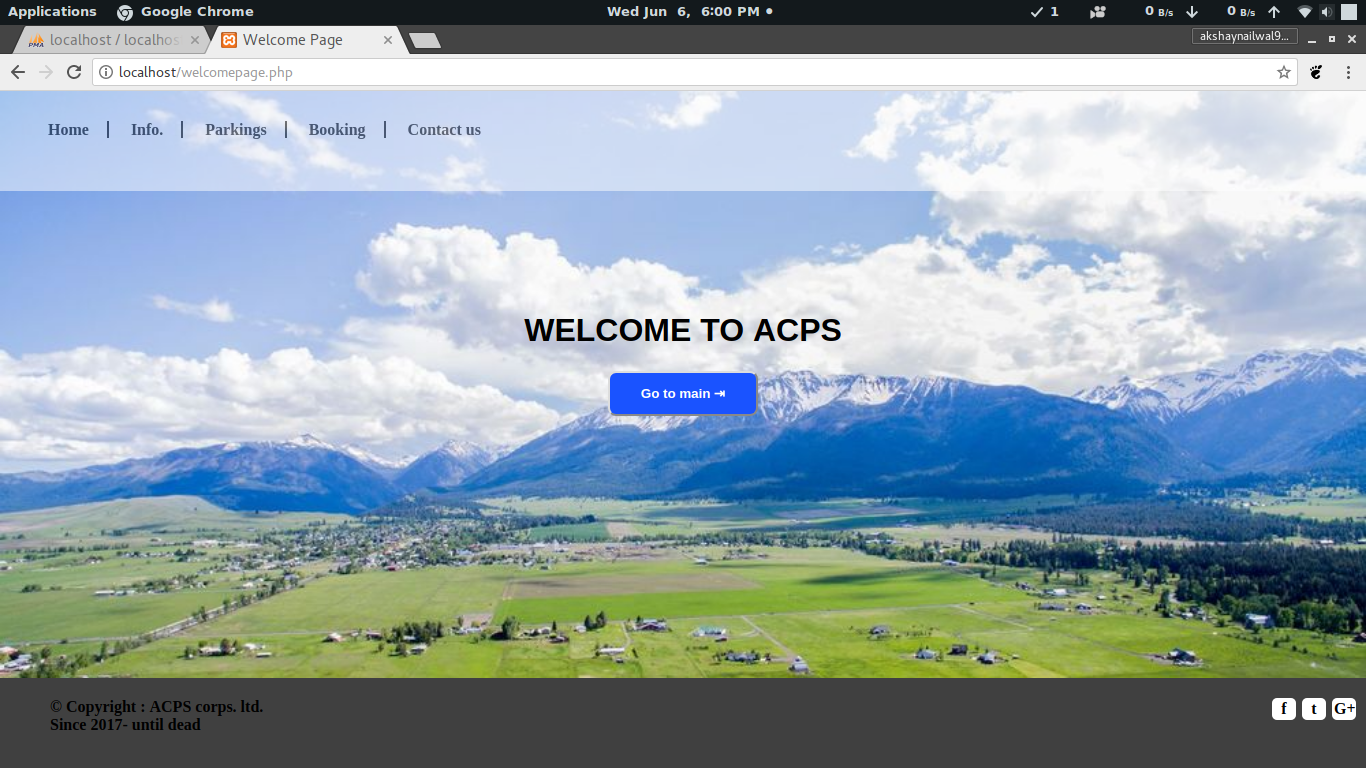 Applications Google Chrome Wed Jun 6, 6:00 PM 1 0 B/s 0 B/s
localhost / localhos Welcome Page akshaynailwal9...
localhost/welcomepage.php
Home Info. Parkings Booking Contact us
WELCOME TO ACPS
Go to main ⇥
© Copyright : ACPS corps. ltd. f t G+
Since 2017- until dead